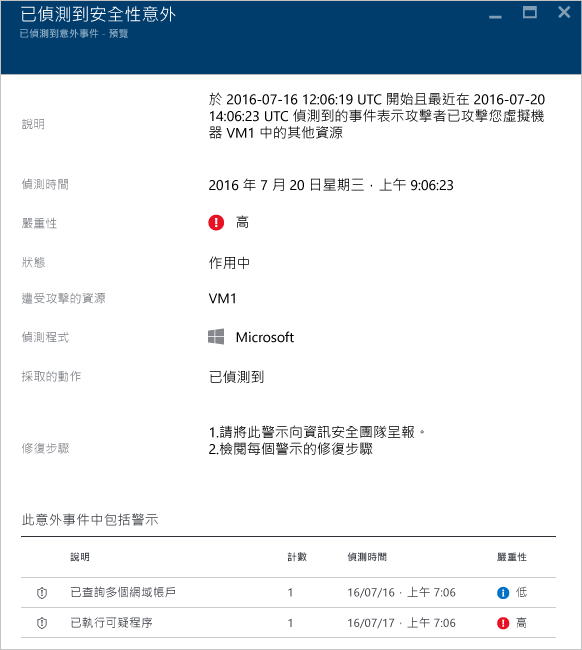 已偵測到安全性意外
已偵測到意外事件 - 預覽
說明
於 2016-07-16 12:06:19 UTC 開始且最近在 2016-07-20
14:06:23 UTC 偵測到的事件表示攻擊者已攻擊您虛擬機
器 VM1 中的其他資源
偵測時間
2016 年 7 月 20 日星期三，上午 9:06:23
嚴重性
高
狀態
作用中
遭受攻擊的資源
VM1
偵測程式
Microsoft
採取的動作
已偵測到
修復步驟
1.請將此警示向資訊安全團隊呈報。
2.檢閱每個警示的修復步驟
此意外事件中包括警示
說明 計數 偵測時間 嚴重性
已查詢多個網域帳戶 1 16/07/16，上午 7:06 低
已執行可疑程序 1 16/07/17，上午 7:06 高